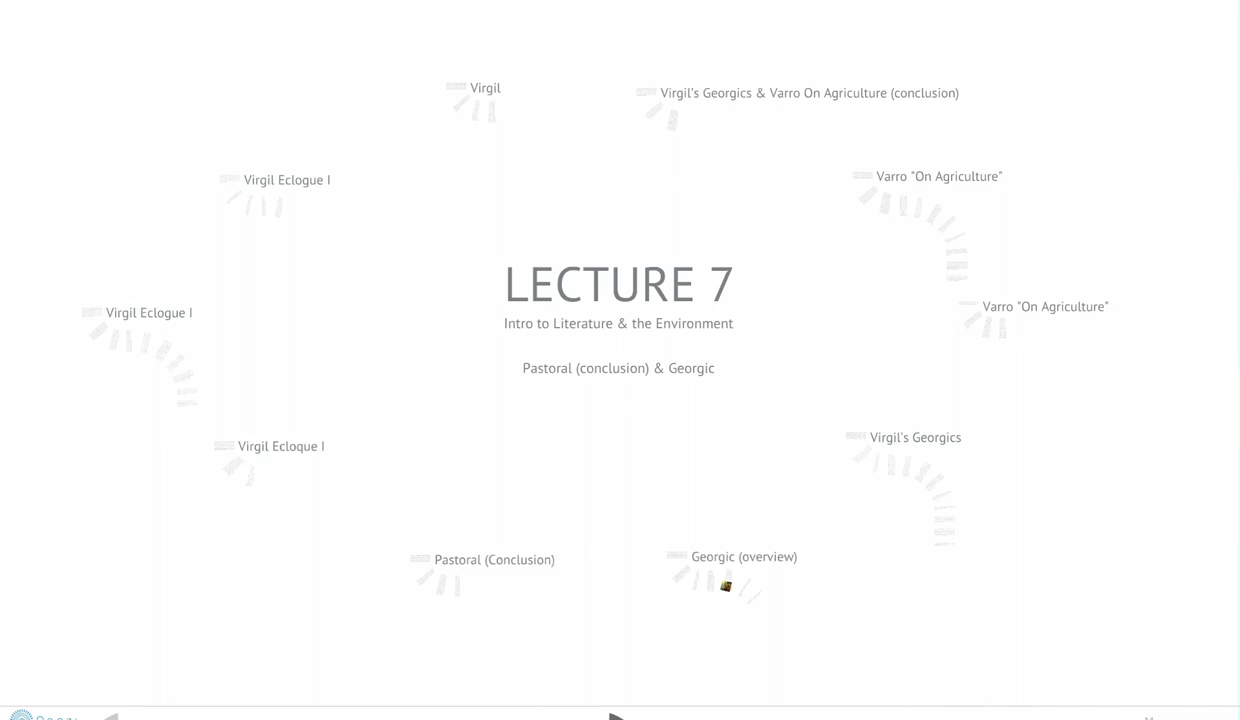 Virgil
Virgil's Georgics & Varro On Agriculture (conclusion)
Virgil Eclogue I
Varro "On Agriculture"
LECTURE 7
Intro to Literature & the Environment
Pastoral (conclusion) & Georgic
Virgil Eclogue I
Varro "On Agriculture"
Virgil Ecloque I
Virgil's Georgics
Pastoral (Conclusion)
Georgic (overview)